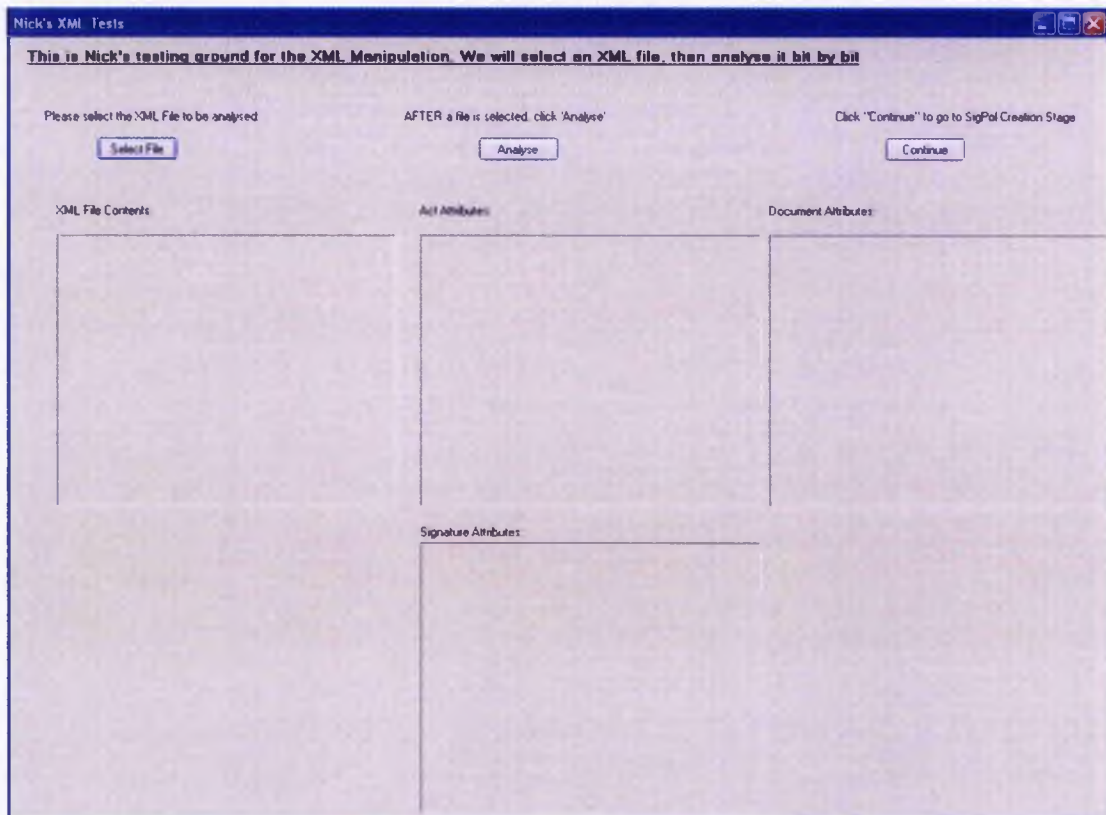 Nick's XML Tests
This is Nick's testing ground for the XML Manipulation. We will select an XML file, then analyse it bit by bit
Please select the XML File to be analysed
AFTER a file is selected, click 'Analyse'
Click "Continue" to go to SigPol Creation Stage
Select File
Analyse
Continue
XML File Contents:
Act Attributes:
Document Attributes:
Signature Attributes: